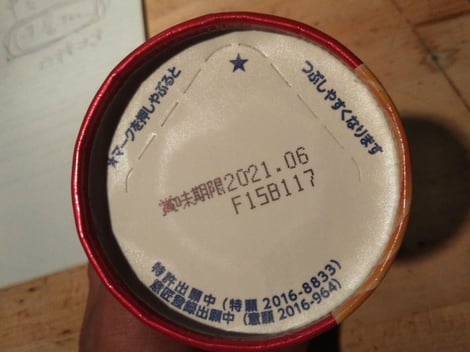 ★マークを押しやぶると
つぶしやすくなります
賞味期限2021.06
F15B117
特許出願中（特願 2016-8833）
意匠登録出願中（意願 2016-964）